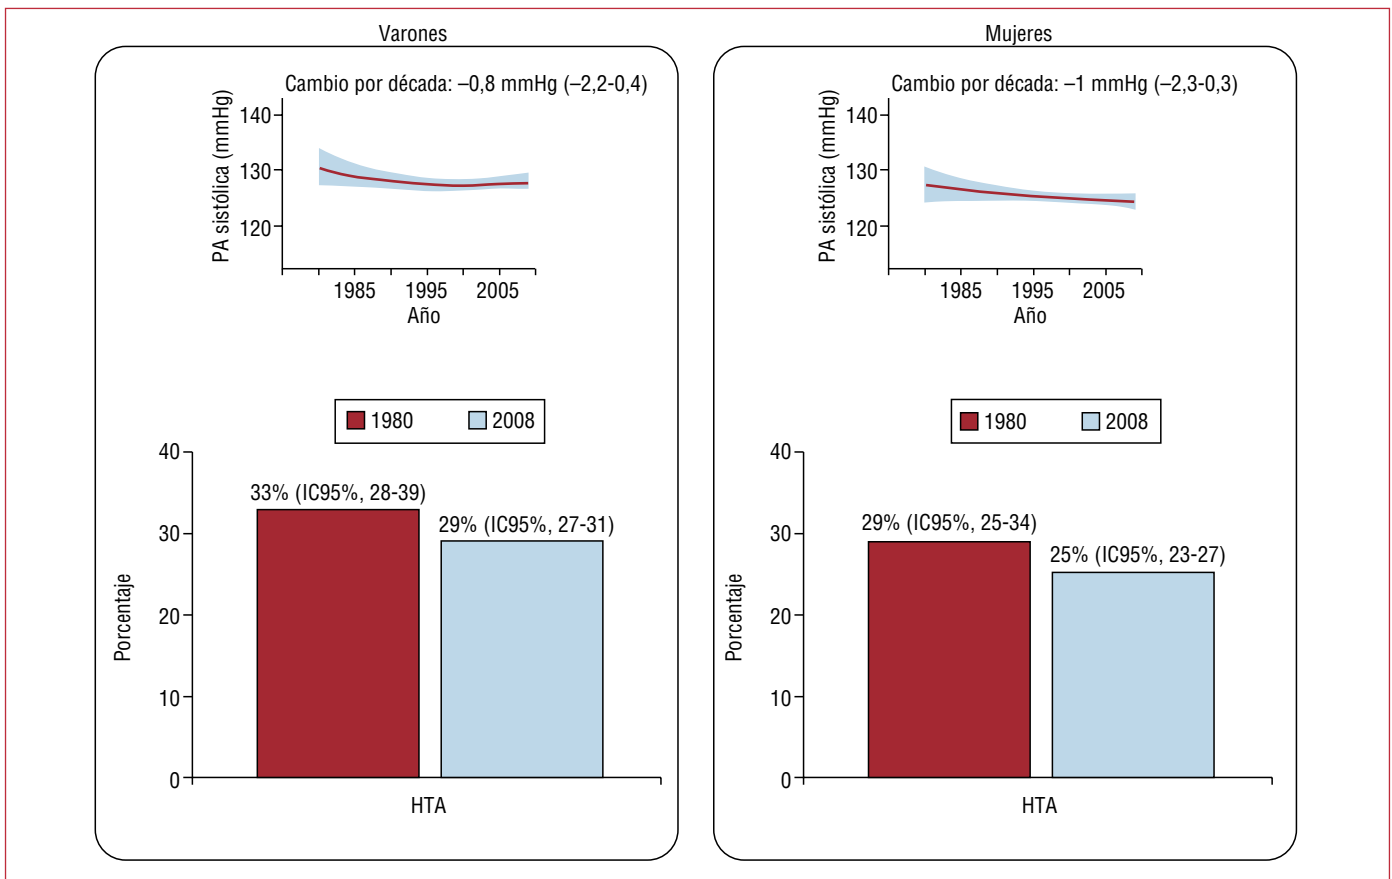 Varones
Cambio por década: –0,8 mmHg (–2,2-0,4)
PA sistólica (mmHg)
140
130
120
1985 1995 2005
Año
1980 2008
40
30
20
10
0
Porcentaje
33% (IC95%, 28-39)
29% (IC95%, 27-31)
HTA
Mujeres
Cambio por década: –1 mmHg (–2,3-0,3)
PA sistólica (mmHg)
140
130
120
1985 1995 2005
Año
1980 2008
40
30
20
10
0
Porcentaje
29% (IC95%, 25-34)
25% (IC95%, 23-27)
HTA